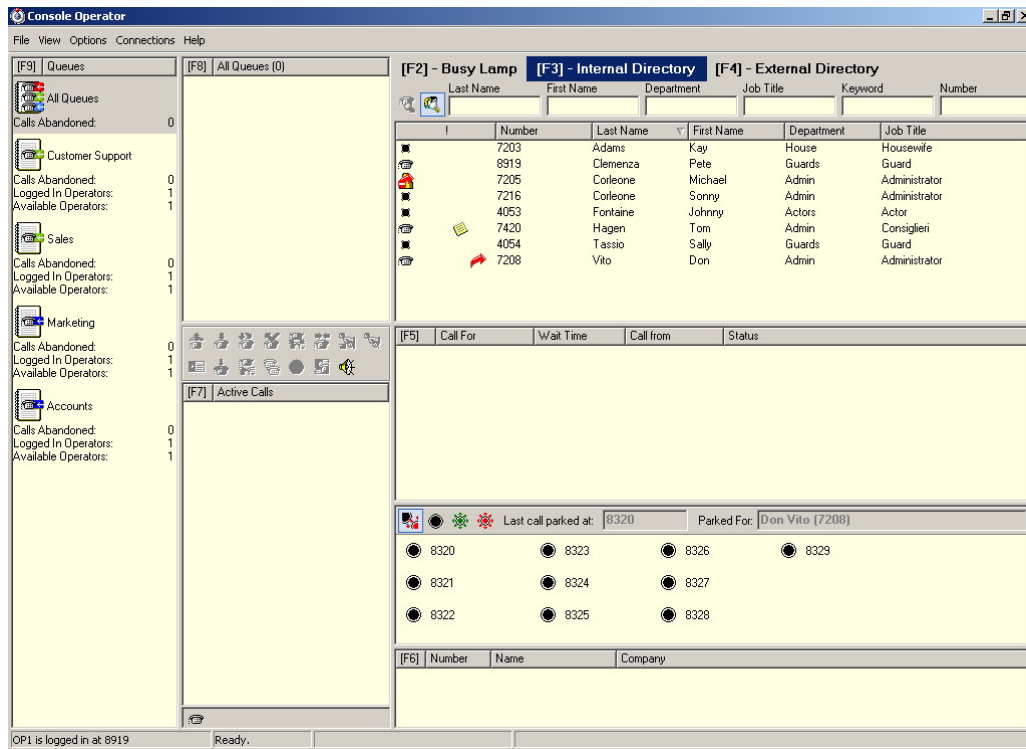 Console Operator
File View Options Connections Help
[F9] Queues
All Queues
Calls Abandoned: 0
Customer Support
Calls Abandoned: 0
Logged In Operators: 1
Available Operators: 1
Sales
Calls Abandoned: 0
Logged In Operators: 1
Available Operators: 1
Marketing
Calls Abandoned: 0
Logged In Operators: 1
Available Operators: 1
Accounts
Calls Abandoned: 0
Logged In Operators: 1
Available Operators: 1
[F8] All Queues (0)
[F7] Active Calls
[F2] - Busy Lamp [F3] - Internal Directory [F4] - External Directory
Last Name First Name Department Job Title Keyword Number
! Number Last Name First Name Department Job Title
7203 Adams Kay House Housewife
8919 Clemenza Pete Guards Guard
7205 Corleone Michael Admin Administrator
7216 Corleone Sonny Admin Administrator
4053 Fontaine Johnny Actors Actor
7420 Hagen Tom Admin Consiglieri
4054 Tassio Sally Guards Guard
7208 Vito Don Admin Administrator
[F5] Call For Wait Time Call from Status
Last call parked at: 8320 Parked For: Don Vito (7208)
8320 8323 8326 8329
8321 8324 8327
8322 8325 8328
[F6] Number Name Company
OP1 is logged in at 8919 Ready.